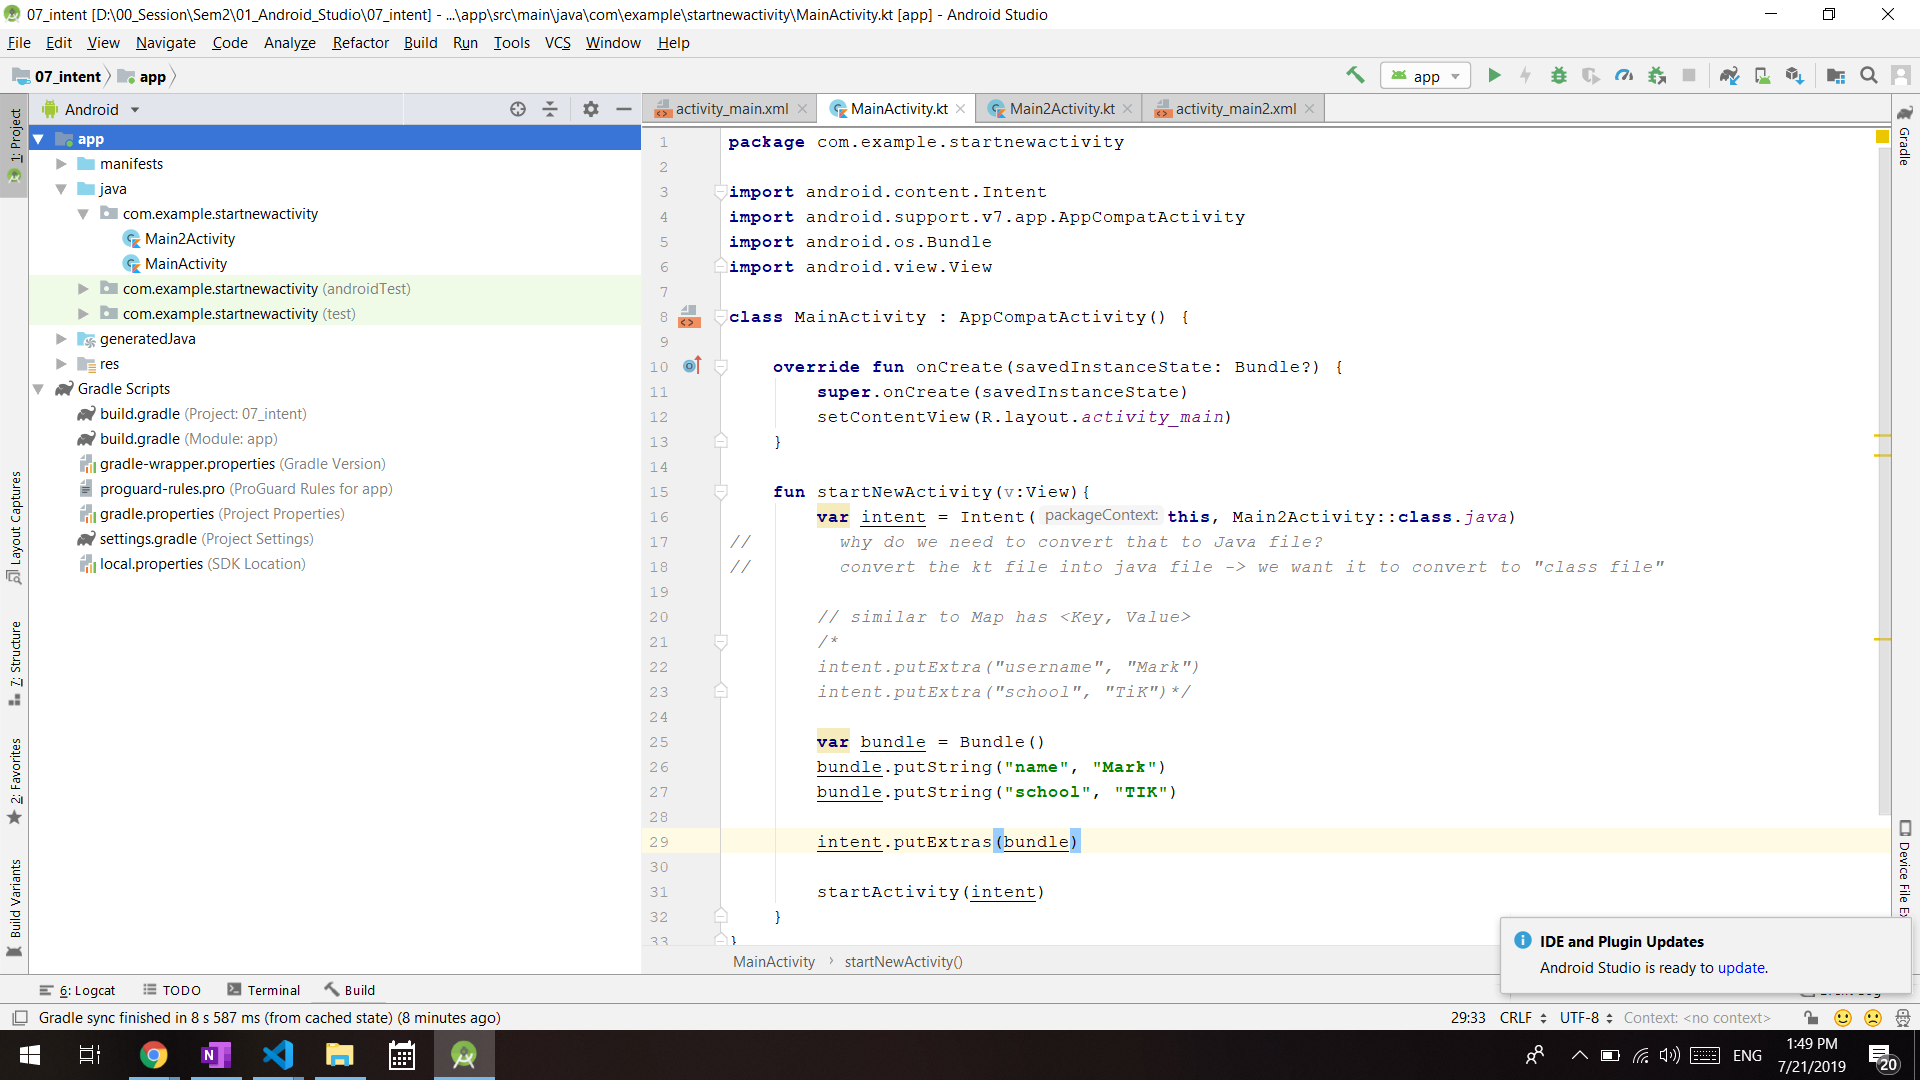 07_intent [D:\00_Session\Sem2\01_Android_Studio\07_intent] - ...\app\src\main\java\com\example\startnewactivity\MainActivity.kt [app] - Android Studio
File Edit View Navigate Code Analyze Refactor Build Run Tools VCS Window Help
07_intent app
app
Android
activity_main.xml MainActivity.kt Main2Activity.kt activity_main2.xml
1: Project
Layout Captures
7: Structure
2: Favorites
Build Variants
app
manifests
java
com.example.startnewactivity
Main2Activity
MainActivity
com.example.startnewactivity (androidTest)
com.example.startnewactivity (test)
generatedJava
res
Gradle Scripts
build.gradle (Project: 07_intent)
build.gradle (Module: app)
gradle-wrapper.properties (Gradle Version)
proguard-rules.pro (ProGuard Rules for app)
gradle.properties (Project Properties)
settings.gradle (Project Settings)
local.properties (SDK Location)
1 package com.example.startnewactivity
2
3 import android.content.Intent
4 import android.support.v7.app.AppCompatActivity
5 import android.os.Bundle
6 import android.view.View
7
8 class MainActivity : AppCompatActivity() {
9
10 override fun onCreate(savedInstanceState: Bundle?) {
11 super.onCreate(savedInstanceState)
12 setContentView(R.layout.activity_main)
13 }
14
15 fun startNewActivity(v:View){
16 var intent = Intent( packageContext: this, Main2Activity::class.java)
17 // why do we need to convert that to Java file?
18 // convert the kt file into java file -> we want it to convert to "class file"
19
20 // similar to Map has <Key, Value>
21 /*
22 intent.putExtra("username", "Mark")
23 intent.putExtra("school", "TiK")*/
24
25 var bundle = Bundle()
26 bundle.putString("name", "Mark")
27 bundle.putString("school", "TIK")
28
29 intent.putExtras(bundle)
30
31 startActivity(intent)
32 }
33 }
MainActivity › startNewActivity()
Gradle
Device File Ex
IDE and Plugin Updates
Android Studio is ready to update.
6: Logcat TODO Terminal Build
Gradle sync finished in 8 s 587 ms (from cached state) (8 minutes ago)
29:33 CRLF UTF-8 Context: <no context>
ENG
1:49 PM
7/21/2019
20